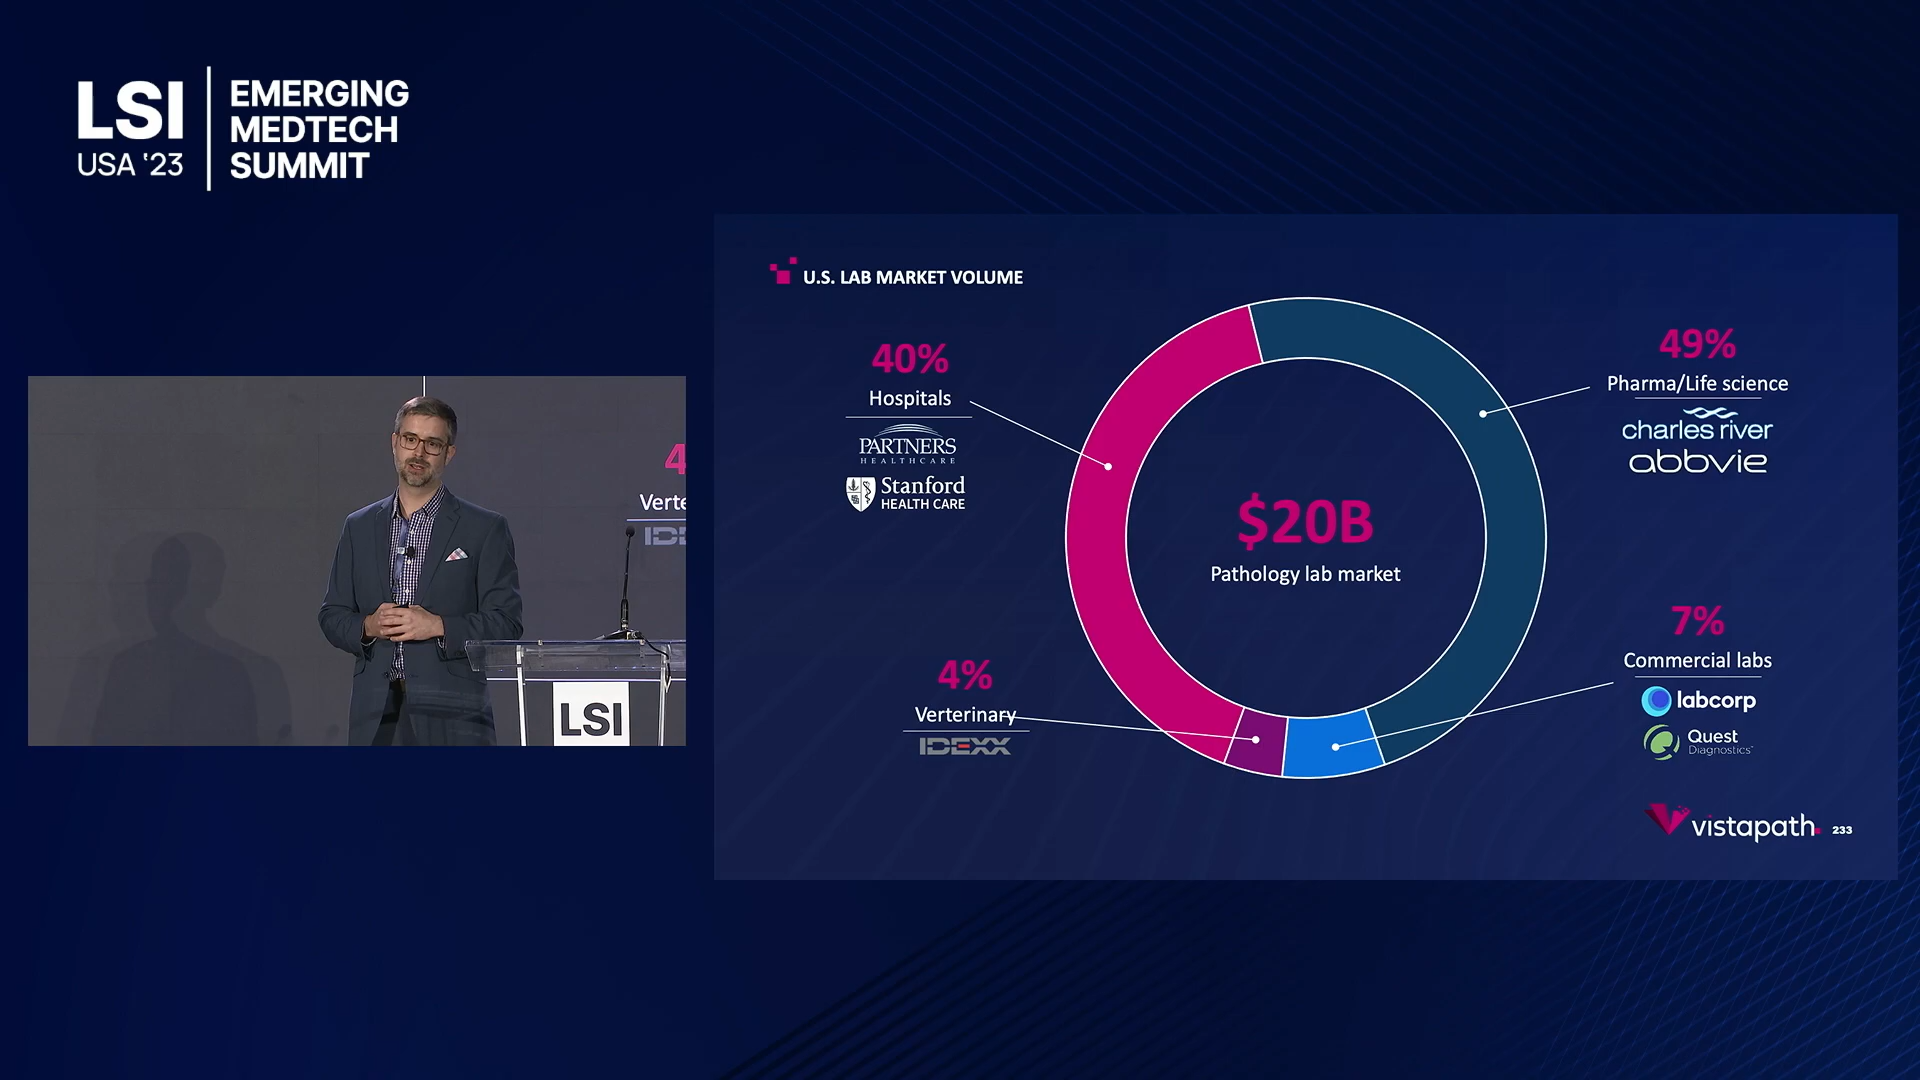 LSI
USA '23
EMERGING
MEDTECH
SUMMIT
U.S. LAB MARKET VOLUME
40%
Hospitals
PARTNERS
HEALTHCARE
Stanford
HEALTH CARE
49%
Pharma/Life science
charles river
abbvie
$20B
Pathology lab market
4%
Verterinary
IDEXX
7%
Commercial labs
labcorp
Quest
Diagnostics
vistapath
233
4
Verte
IDE
LSI